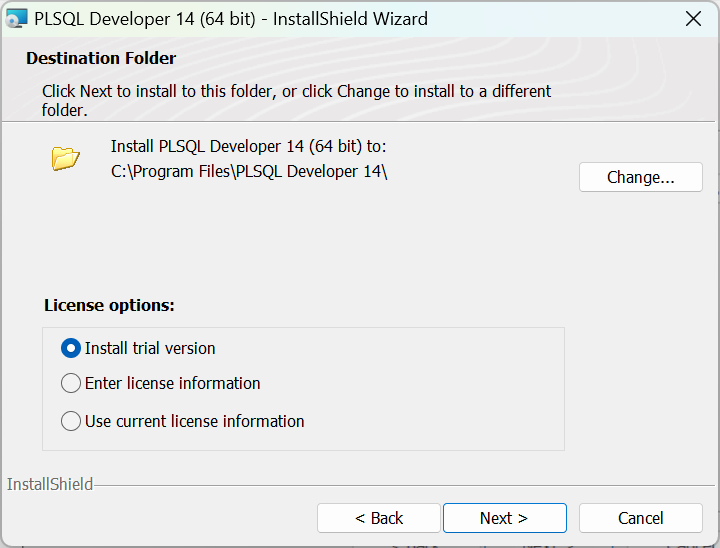 PLSQL Developer 14 (64 bit) - InstallShield Wizard
Destination Folder
Click Next to install to this folder, or click Change to install to a different
folder.
Install PLSQL Developer 14 (64 bit) to:
C:\Program Files\PLSQL Developer 14\
Change...
License options:
Install trial version
Enter license information
Use current license information
InstallShield
< Back
Next >
Cancel